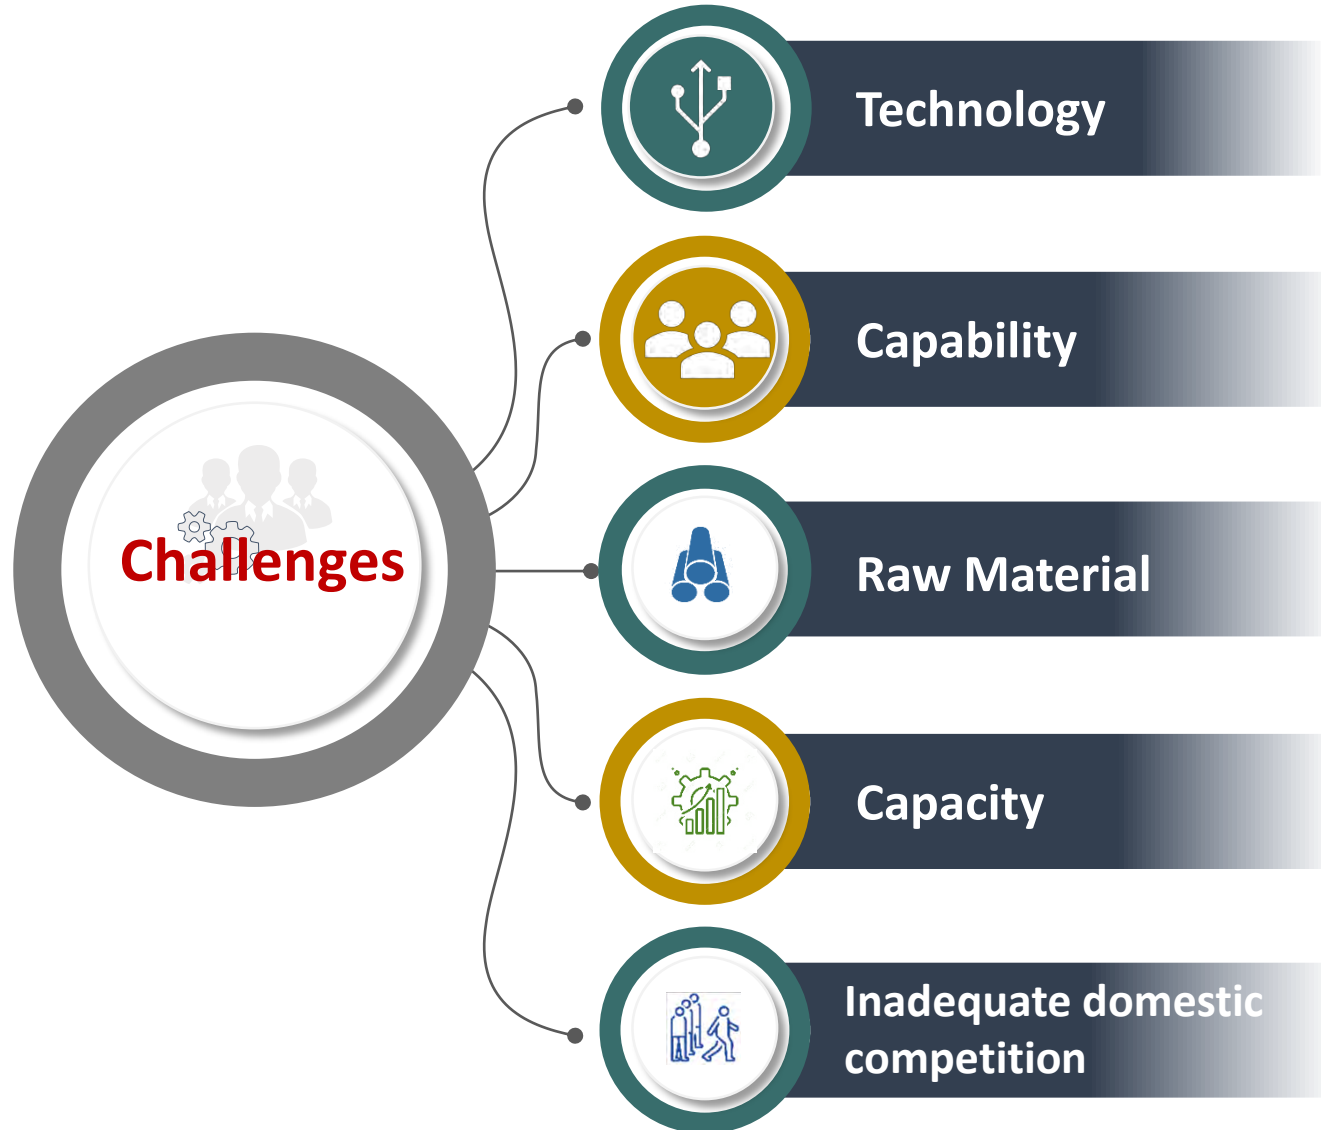 Technology
Capability
Challenges
Raw Material
Capacity
Inadequate domestic
competition